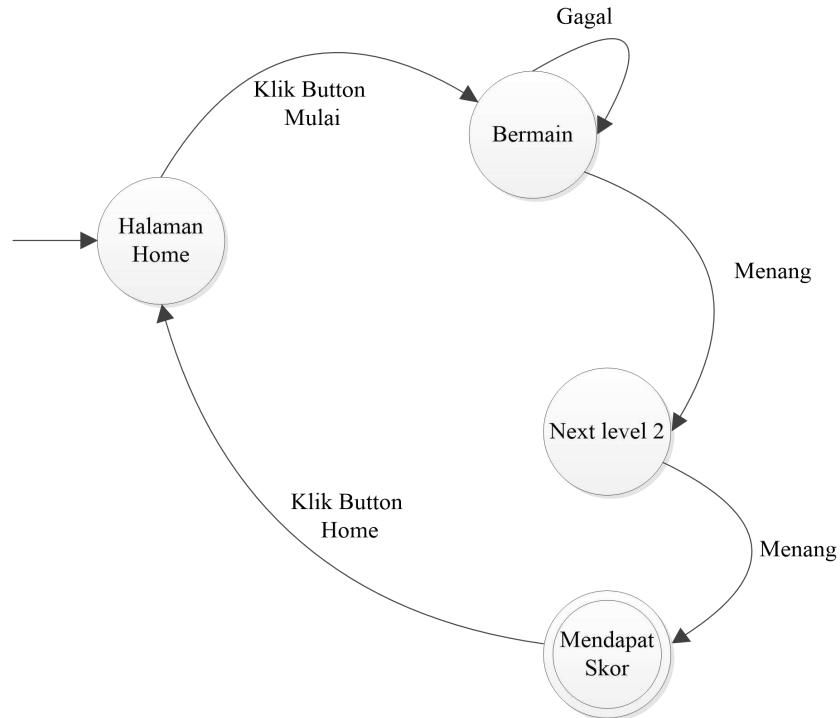 Gagal
Klik Button
Mulai
Bermain
Halaman
Home
Menang
Next level 2
Klik Button
Home
Menang
Mendapat
Skor